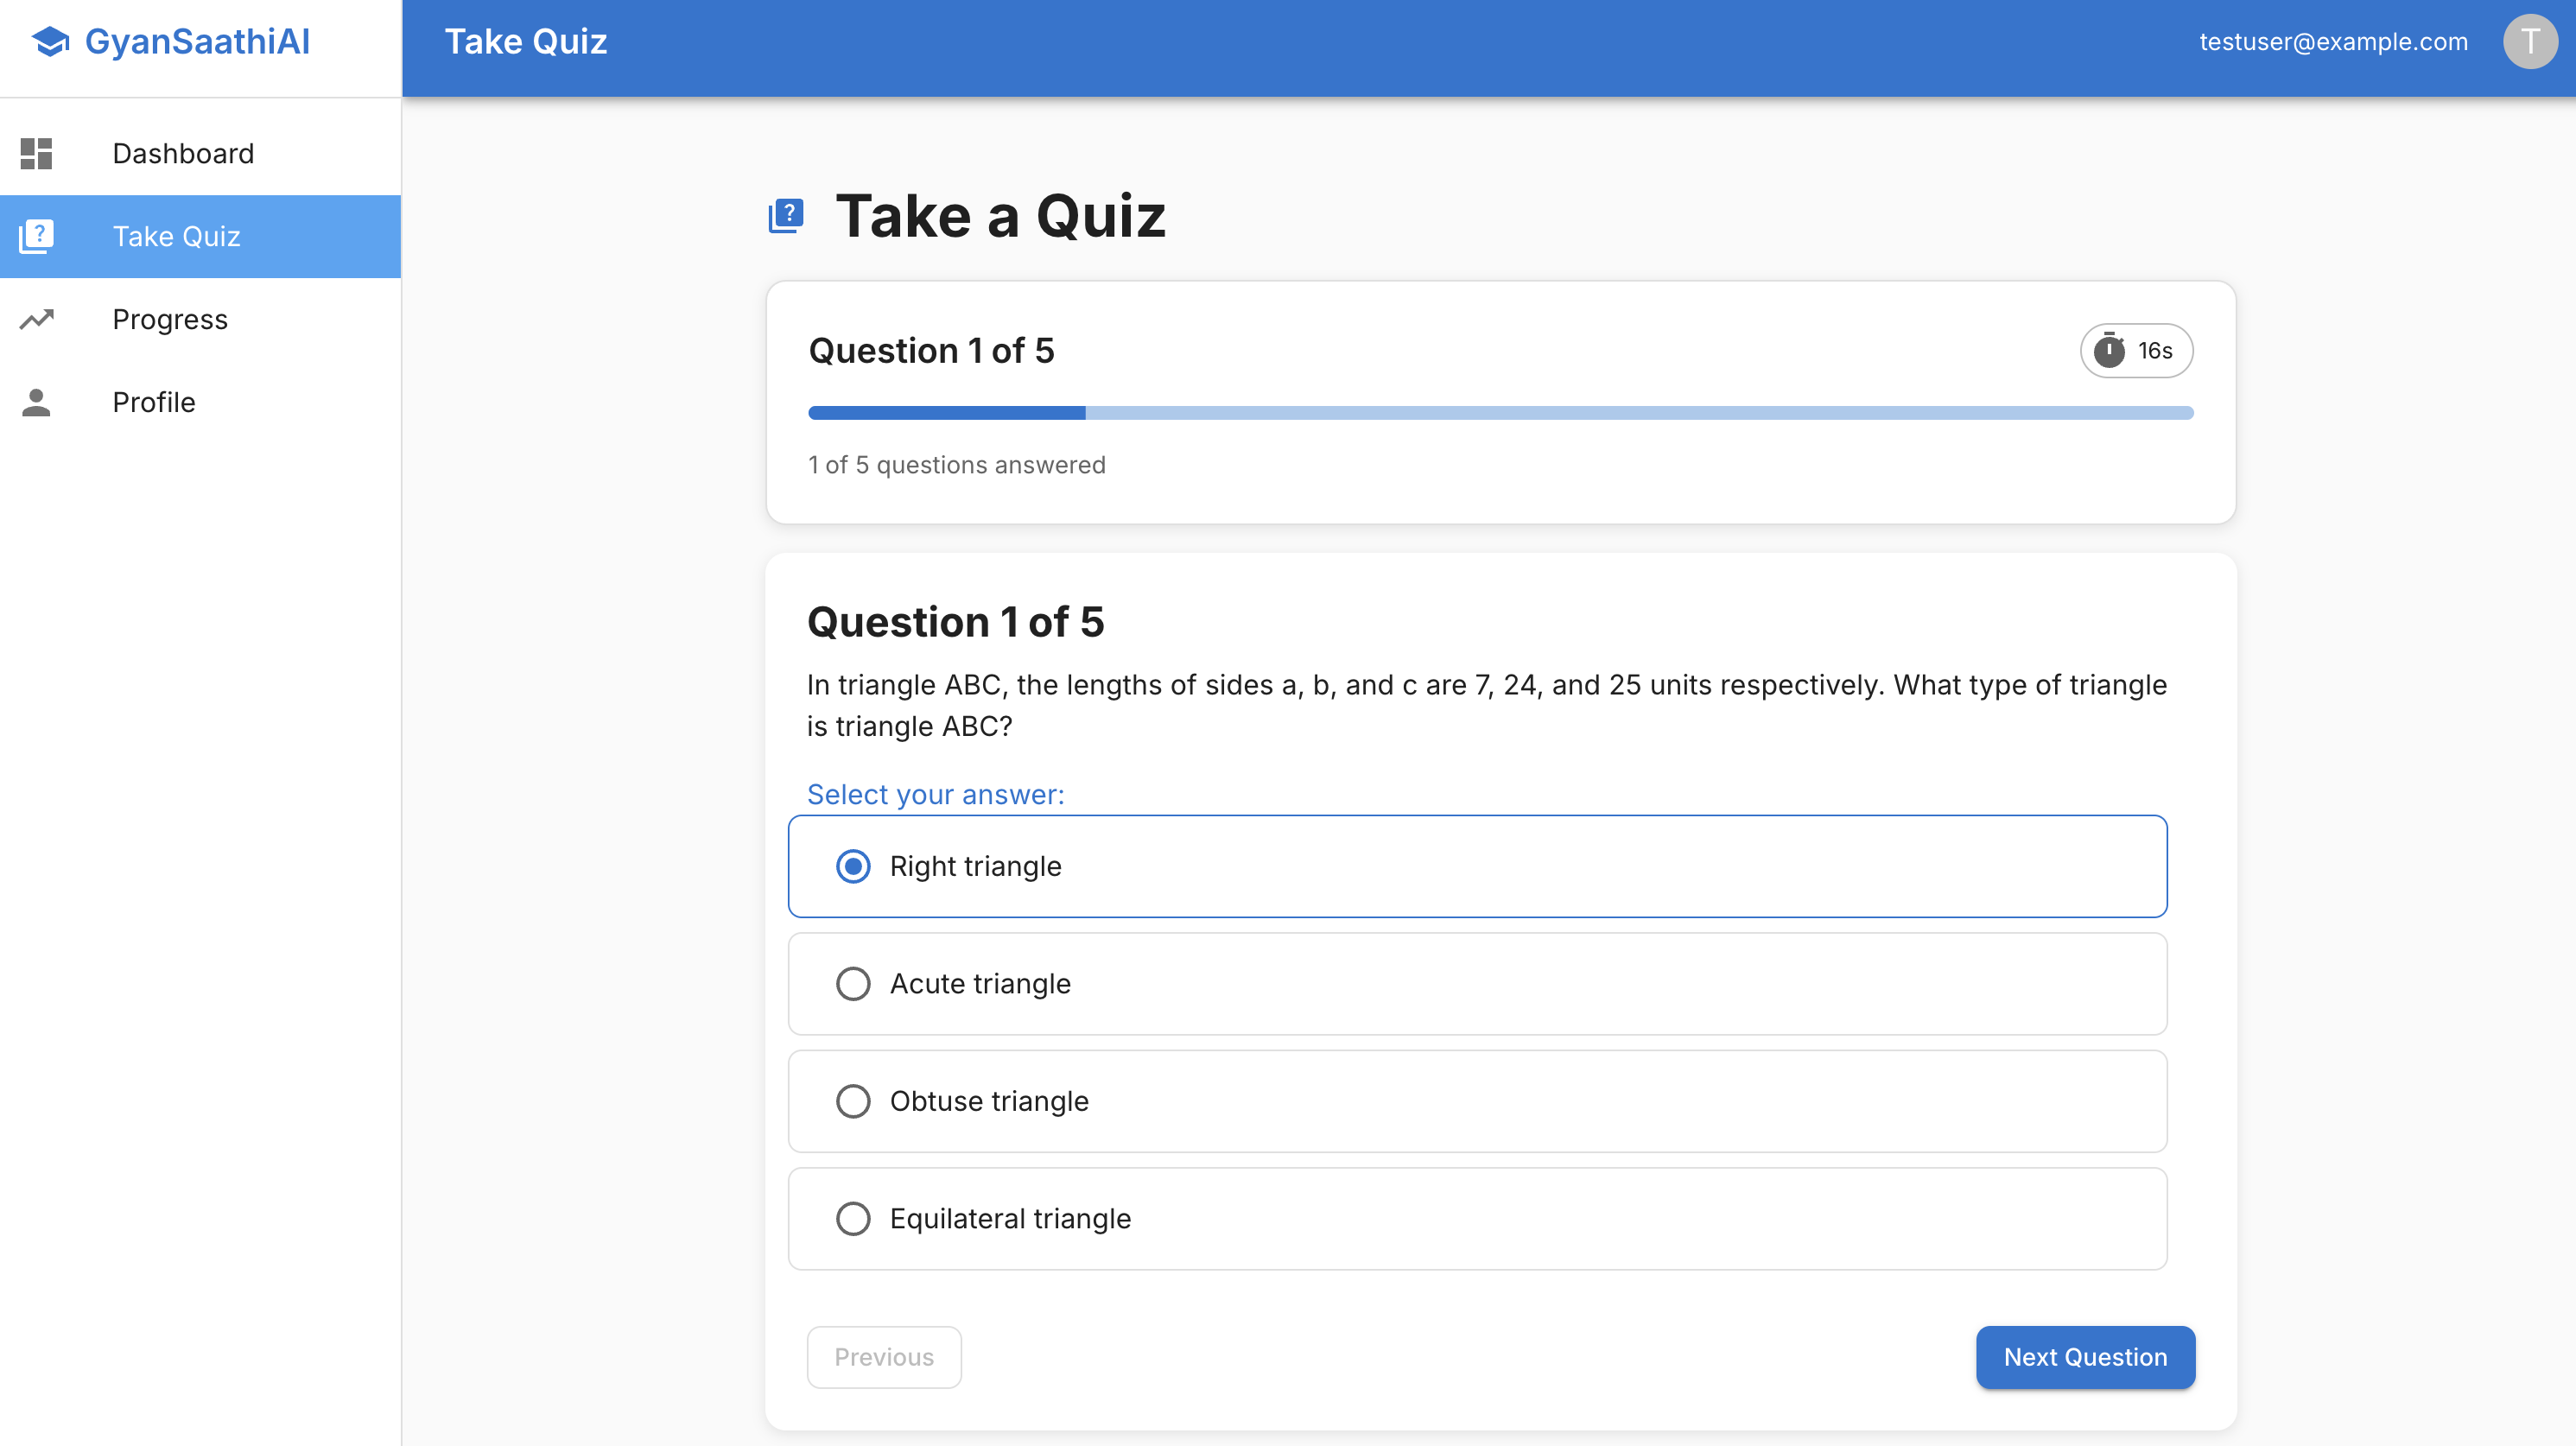 GyanSaathiAI
Take Quiz
testuser@example.com
T
Dashboard
Take Quiz
Progress
Profile
Take a Quiz
Question 1 of 5
16s
1 of 5 questions answered
Question 1 of 5
In triangle ABC, the lengths of sides a, b, and c are 7, 24, and 25 units respectively. What type of triangle
is triangle ABC?
Select your answer:
Right triangle
Acute triangle
Obtuse triangle
Equilateral triangle
Previous
Next Question